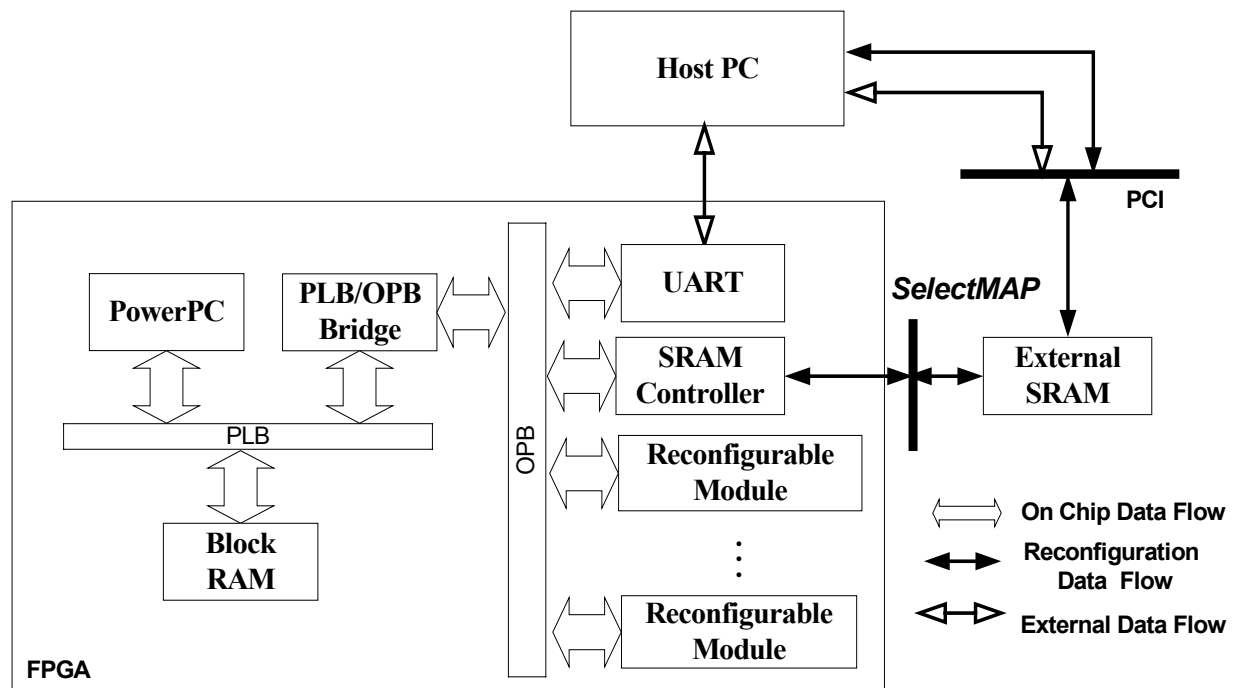 Host PC
PCI
UART
SelectMAP
PowerPC
PLB/OPB
Bridge
SRAM
Controller
External
SRAM
PLB
OPB
Reconfigurable
Module
Block
RAM
Reconfigurable
Module
On Chip Data Flow
Reconfiguration
Data Flow
External Data Flow
FPGA